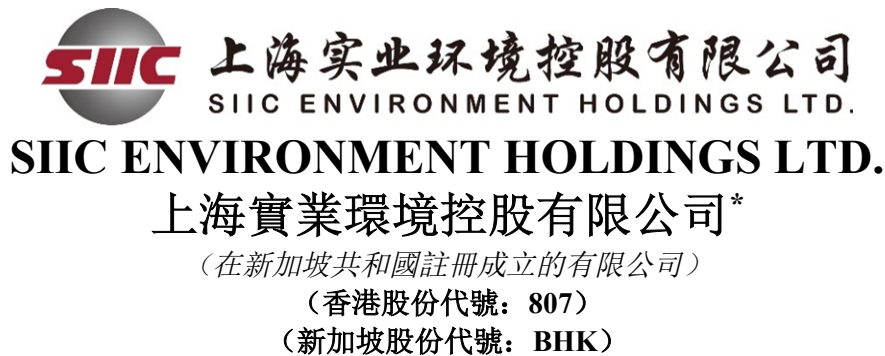 SIIC
上海实业环境控股有限公司
SIIC ENVIRONMENT HOLDINGS LTD.
SIIC ENVIRONMENT HOLDINGS LTD.
上海實業環境控股有限公司*
（在新加坡共和國註冊成立的有限公司）
（香港股份代號：807）
（新加坡股份代號：BHK）